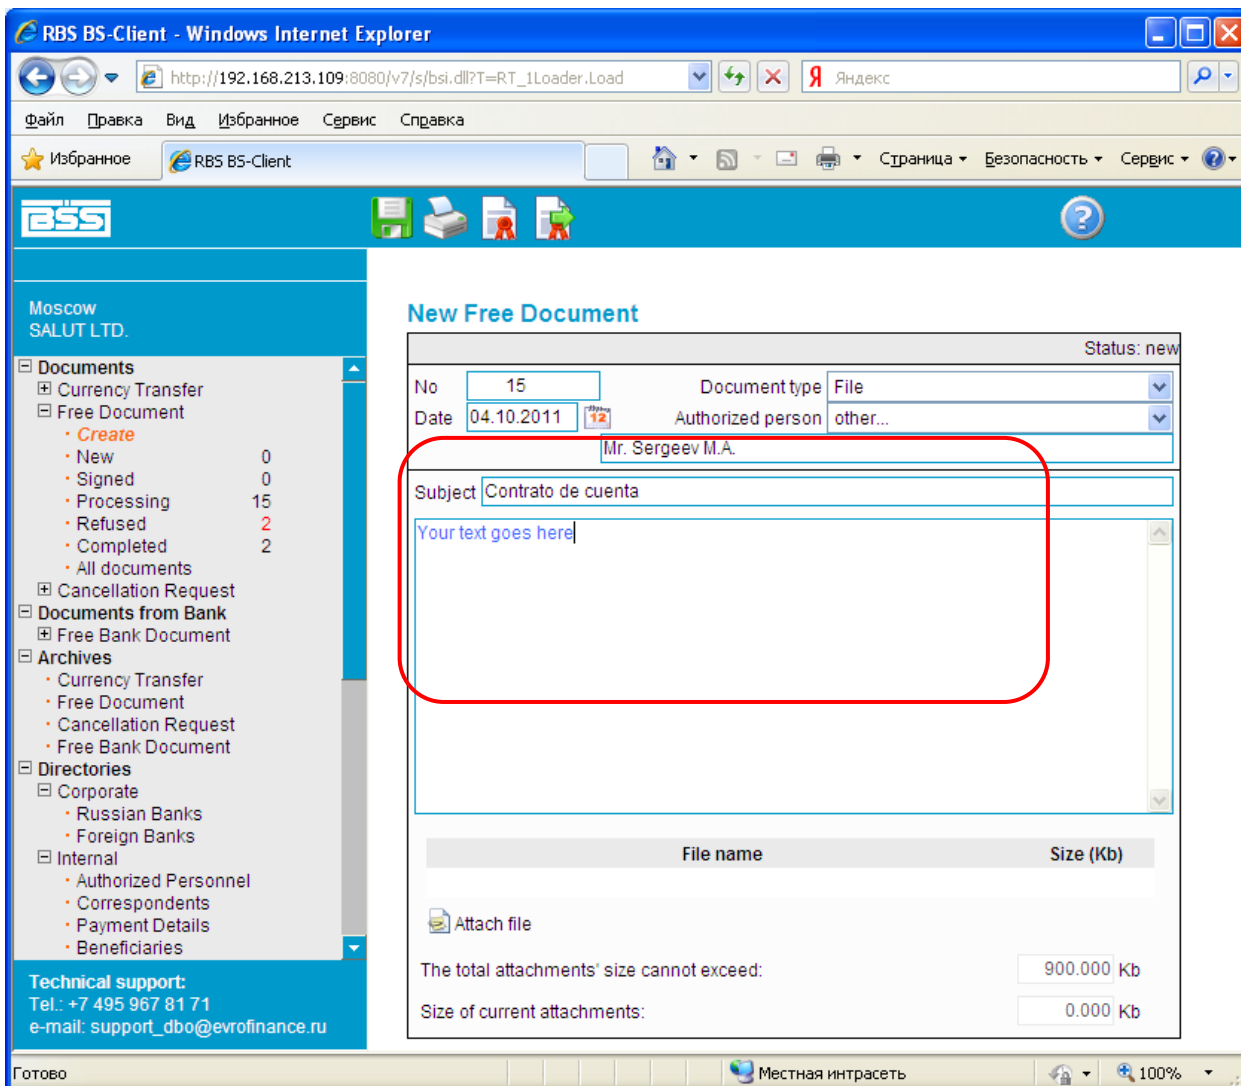 RBS BS-Client - Windows Internet Explorer
http://192.168.213.109:8080/v7/s/bsi.dll?T=RT_1Loader.Load
Я Яндекс
Файл Правка Вид Избранное Сервис Справка
Избранное RBS BS-Client Страница Безопасность Сервис
BSS
Moscow
SALUT LTD.
Documents
Currency Transfer
Free Document
Create
New 0
Signed 0
Processing 15
Refused 2
Completed 2
All documents
Cancellation Request
Documents from Bank
Free Bank Document
Archives
Currency Transfer
Free Document
Cancellation Request
Free Bank Document
Directories
Corporate
Russian Banks
Foreign Banks
Internal
Authorized Personnel
Correspondents
Payment Details
Beneficiaries
Technical support:
Tel.: +7 495 967 81 71
e-mail: support_dbo@evrofinance.ru
New Free Document
Status: new
No 15 Document type File
Date 04.10.2011 12 Authorized person other...
Mr. Sergeev M.A.
Subject Contrato de cuenta
Your text goes here
File name Size (Kb)
Attach file
The total attachments' size cannot exceed: 900.000 Kb
Size of current attachments: 0.000 Kb
Готово Местная интрасеть 100%